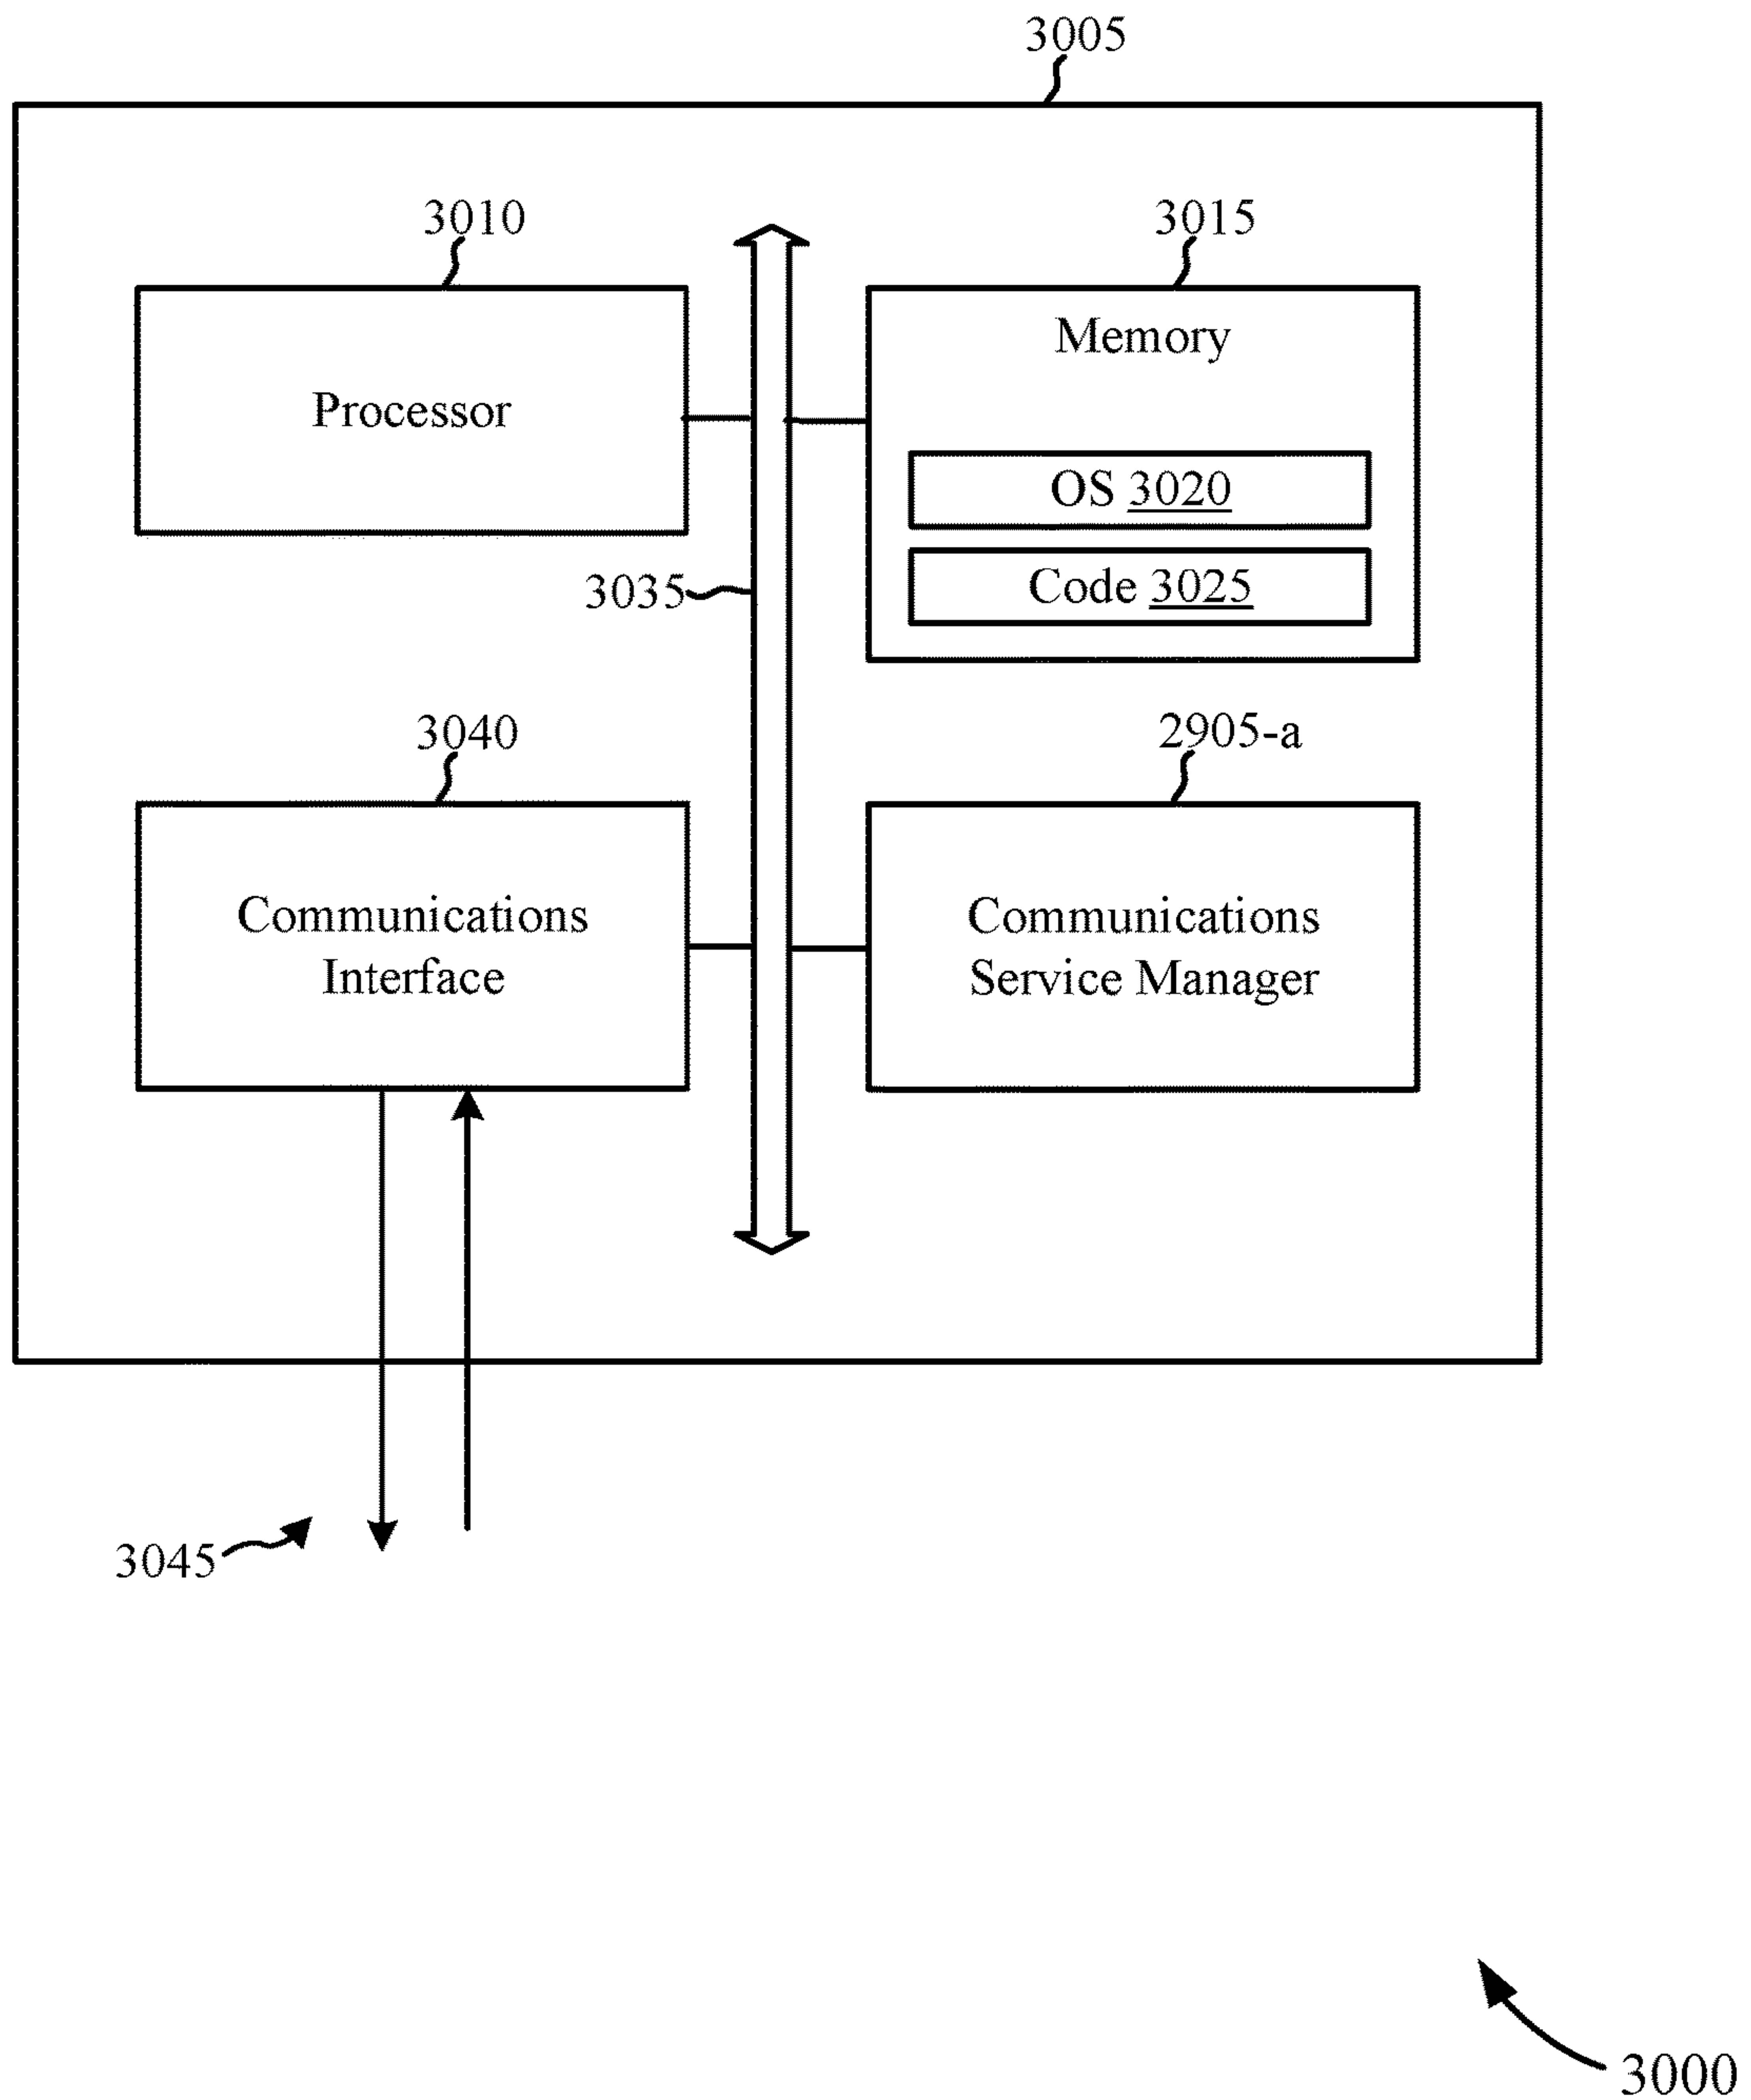 3005
3010
3015
Processor
Memory
OS 3020
Code 3025
3035
3040
2905-a
Communications
Interface
Communications
Service Manager
3045
3000